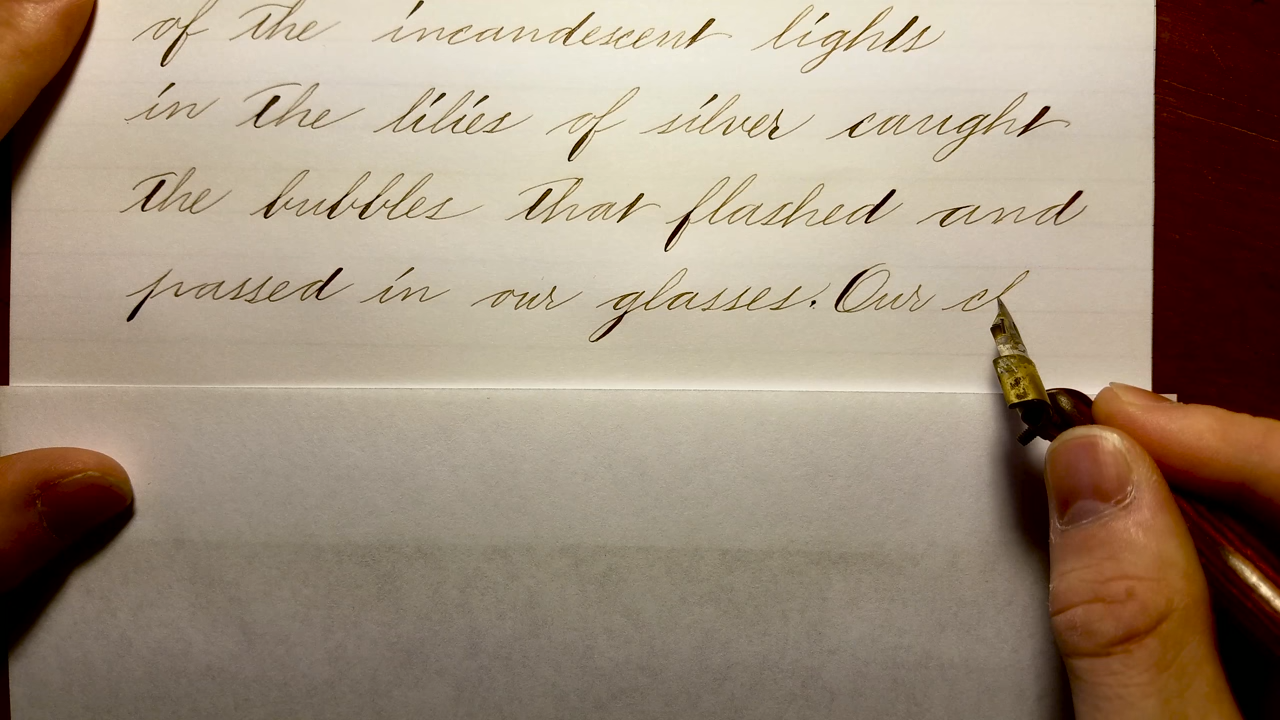 of the incandescent lights
in the lilies of silver caught
the bubbles that flashed and
passed in our glasses. Our